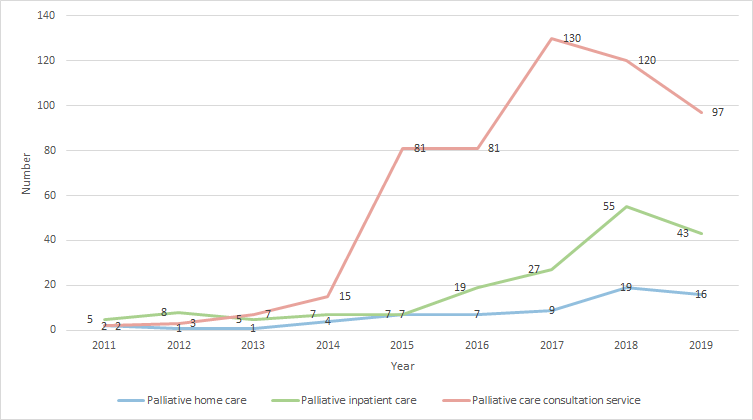 140
120
100
80
60
40
20
0
Number
5 2 2
8 1 3
5 1 7
7 4 15
7 7 81
19 7 81
27 9 130
55 19 120
43 16 97
2011 2012 2013 2014 2015 2016 2017 2018 2019
Year
Palliative home care Palliative inpatient care Palliative care consultation service